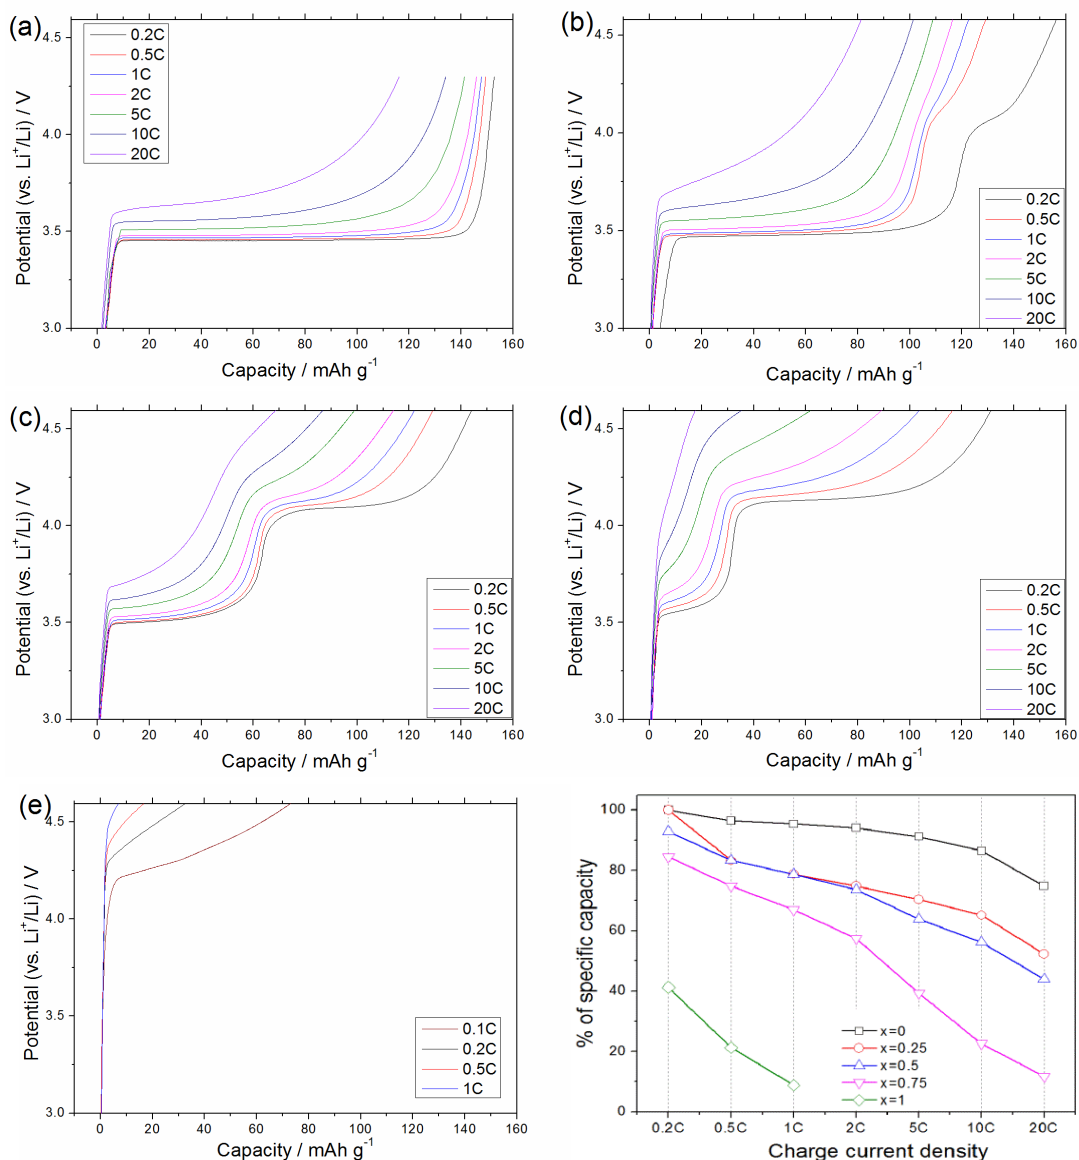 (a)
4.5
4.0
3.5
3.0
Potential (vs. Li⁺/Li) / V
0.2C
0.5C
1C
2C
5C
10C
20C
0 20 40 60 80 100 120 140 160
Capacity / mAh g⁻¹
(b)
4.5
4.0
3.5
3.0
Potential (vs. Li⁺/Li) / V
0.2C
0.5C
1C
2C
5C
10C
20C
0 20 40 60 80 100 120 140 160
Capacity / mAh g⁻¹
(c)
4.5
4.0
3.5
3.0
Potential (vs. Li⁺/Li) / V
0.2C
0.5C
1C
2C
5C
10C
20C
0 20 40 60 80 100 120 140 160
Capacity / mAh g⁻¹
(d)
4.5
4.0
3.5
3.0
Potential (vs. Li⁺/Li) / V
0.2C
0.5C
1C
2C
5C
10C
20C
0 20 40 60 80 100 120 140 160
Capacity / mAh g⁻¹
(e)
4.5
4.0
3.5
3.0
Potential (vs. Li⁺/Li) / V
0.1C
0.2C
0.5C
1C
0 20 40 60 80 100 120 140 160
Capacity / mAh g⁻¹
100
80
60
40
20
0
% of specific capacity
x=0
x=0.25
x=0.5
x=0.75
x=1
0.2C 0.5C 1C 2C 5C 10C 20C
Charge current density